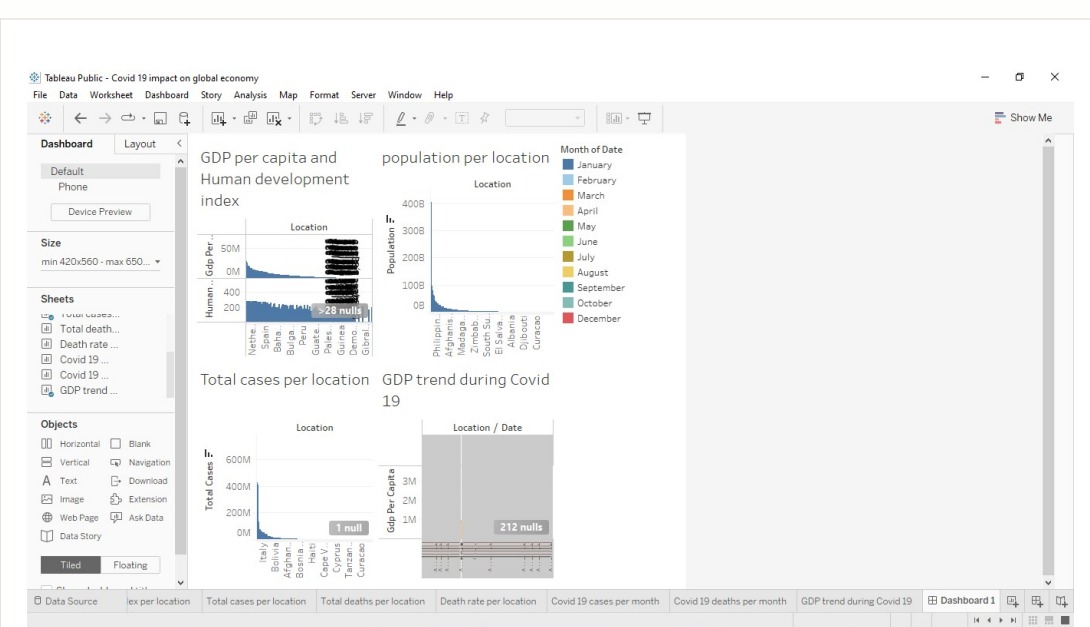 Tableau Public - Covid 19 impact on global economy
File Data Worksheet Dashboard Story Analysis Map Format Server Window Help
Show Me
Dashboard Layout
Default
Phone
Device Preview
Size
min 420x560 - max 650...
Sheets
Total cases...
Total death...
Death rate ...
Covid 19 ...
Covid 19 ...
GDP trend ...
Objects
Horizontal Blank
Vertical Navigation
Text Download
Image Extension
Web Page Ask Data
Data Story
Tiled Floating
GDP per capita and
Human development
index
Location
Gdp Per ..
50M
0M
Human ..
400
200
>28 nulls
Nethe..
Spain
Baha..
Bulga..
Peru
Guate..
Pales..
Guinea
Demo..
Gibral..
population per location
Location
Population
400B
300B
200B
100B
0B
Philippin..
Afghanis..
Madaga..
Zimbab..
South Su..
El Salva..
Albania
Djibouti
Curacao
Month of Date
January
February
March
April
May
June
July
August
September
October
December
Total cases per location
Location
Total Cases
600M
400M
200M
0M
1 null
Italy
Bolivia
Afghan..
Bosnia ..
Haiti
Cape V..
Cyprus
Tanzan..
Curacao
GDP trend during Covid
19
Location / Date
Gdp Per Capita
3M
2M
1M
212 nulls
Data Source ex per location Total cases per location Total deaths per location Death rate per location Covid 19 cases per month Covid 19 deaths per month GDP trend during Covid 19 Dashboard 1